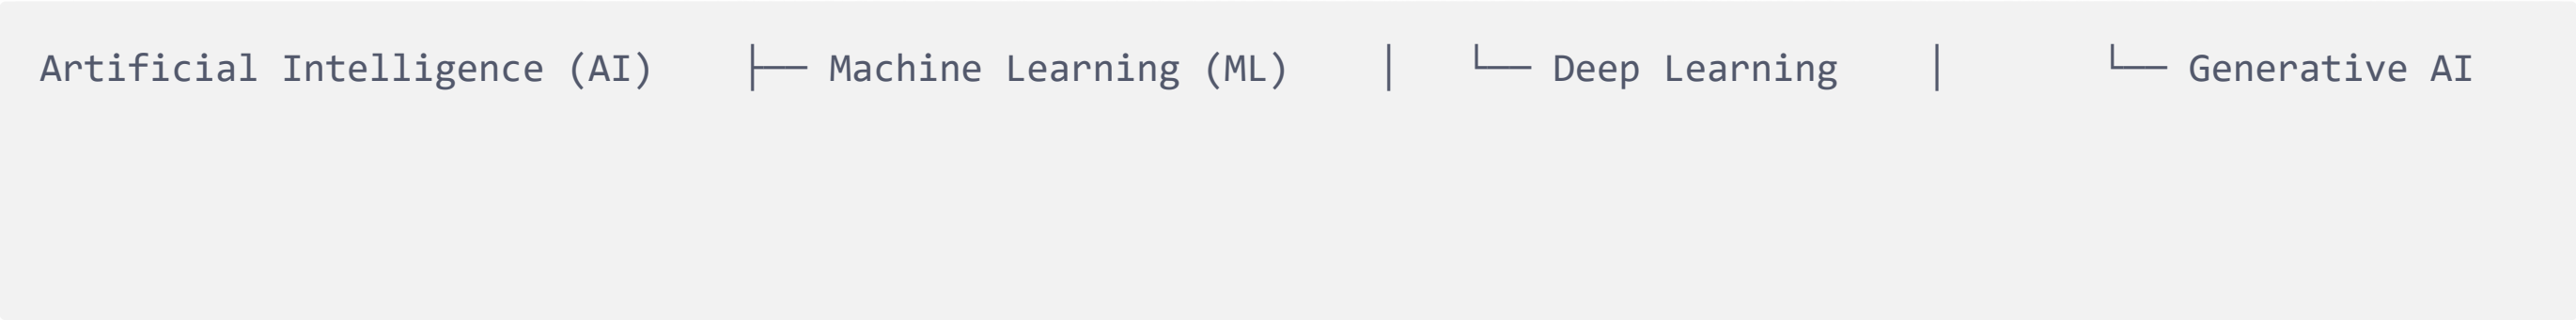 Artificial Intelligence (AI)    ├── Machine Learning (ML)    │   └── Deep Learning    │       └── Generative AI